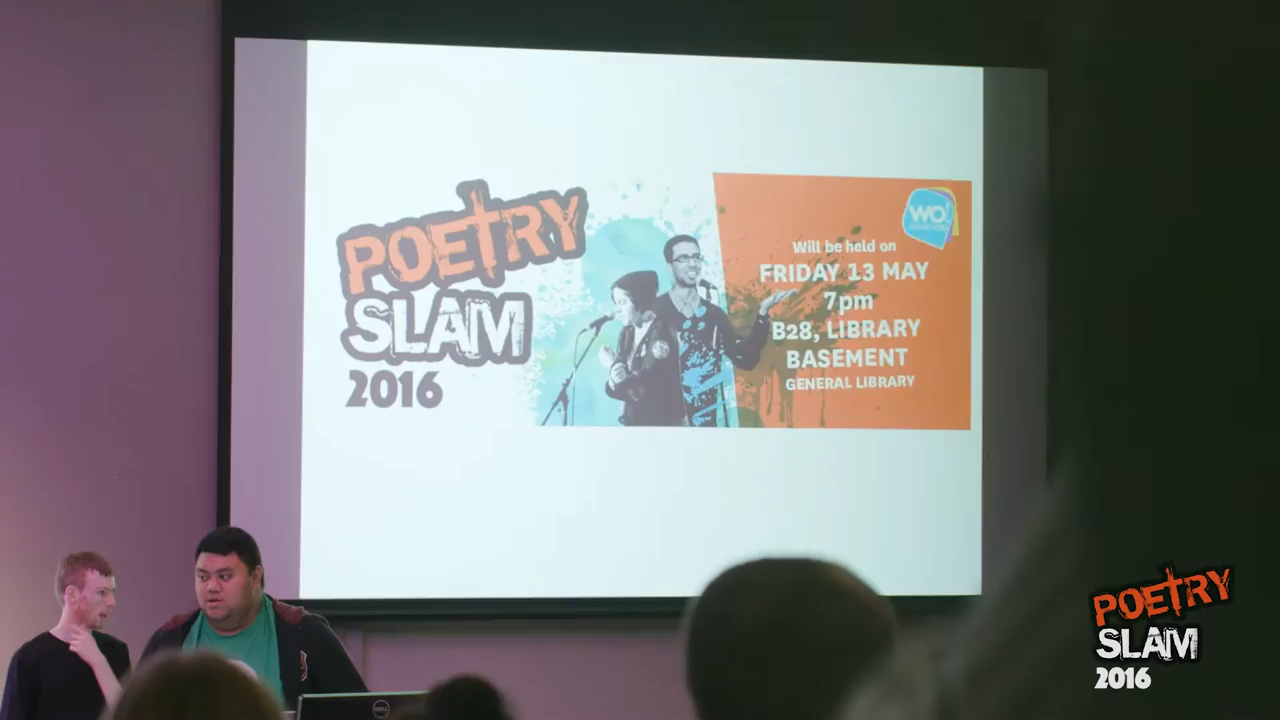 POETRY
SLAM
2016
WO!
Will be held on
FRIDAY 13 MAY
7pm
B28, LIBRARY
BASEMENT
GENERAL LIBRARY
DELL
POETRY
SLAM
2016